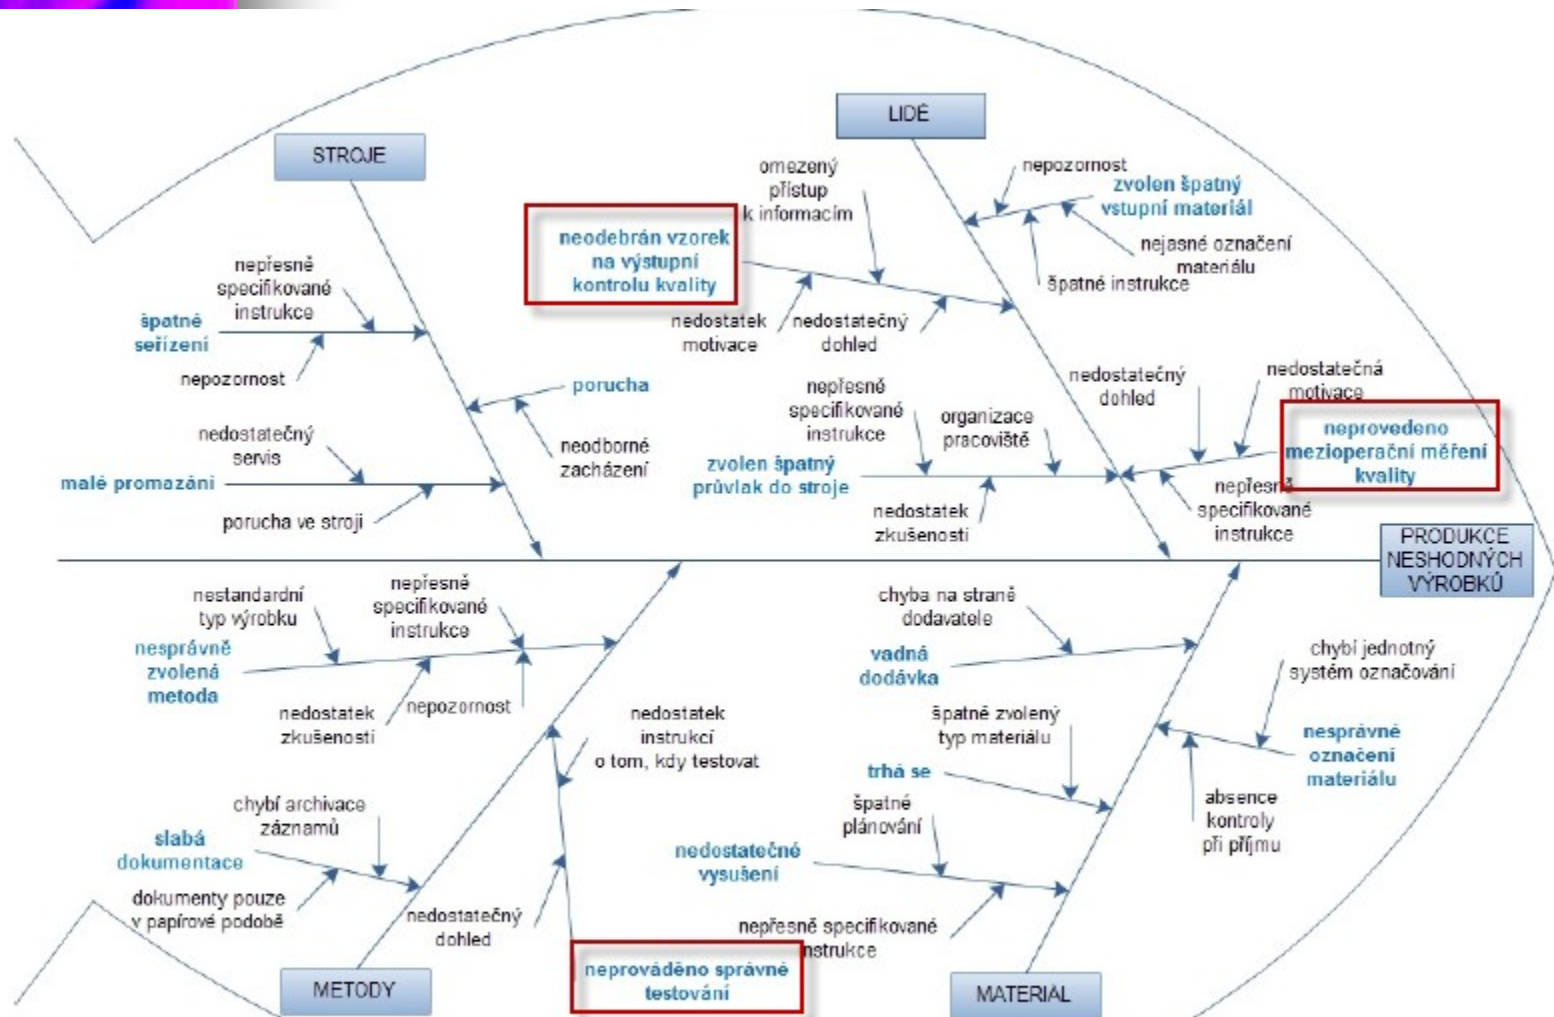 STROJE
LIDÉ
omezený
přístup
k informacím
nepozornost
zvolen špatný
vstupní materiál
neodebrán vzorek
na výstupní
kontrolu kvality
nejasné označení
materiálu
špatné instrukce
nepřesně
specifikované
instrukce
špatné
seřízení
nepozornost
nedostatek
motivace
nedostatečný
dohled
porucha
neodborné
zacházení
nedostatečný
servis
malé promazání
porucha ve stroji
nepřesně
specifikované
instrukce
organizace
pracoviště
zvolen špatný
průvlak do stroje
nedostatek
zkušeností
nedostatečný
dohled
nedostatečná
motivace
neprovedeno
mezioperační měření
kvality
nepřesně
specifikované
instrukce
PRODUKCE
NESHODNÝCH
VÝROBKŮ
nestandardní
typ výrobku
nepřesně
specifikované
instrukce
nesprávně
zvolená
metoda
nedostatek
zkušeností
nepozornost
nedostatek
instrukcí
o tom, kdy testovat
chybí archivace
záznamů
slabá
dokumentace
dokumenty pouze
v papírové podobě
nedostatečný
dohled
neprováděno správné
testování
METODY
chyba na straně
dodavatele
vadná
dodávka
chybí jednotný
systém označování
špatně zvolený
typ materiálu
trhá se
nesprávné
označení
materiálu
absence
kontroly
při příjmu
špatné
plánování
nedostatečné
vysušení
nepřesně specifikované
instrukce
MATERIÁL